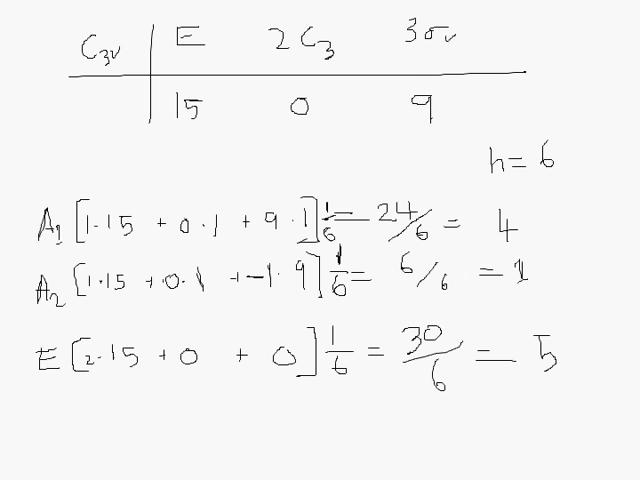 C3v | E 2C3 3σv
15 0 9
h = 6
A1 [1·15 + 0·1 + 9·1] 1/6 = 24/6 = 4
A2 [1·15 + 0·1 + -1·9] 1/6 = 6/6 = 1
E [2·15 + 0 + 0] 1/6 = 30/6 = 5